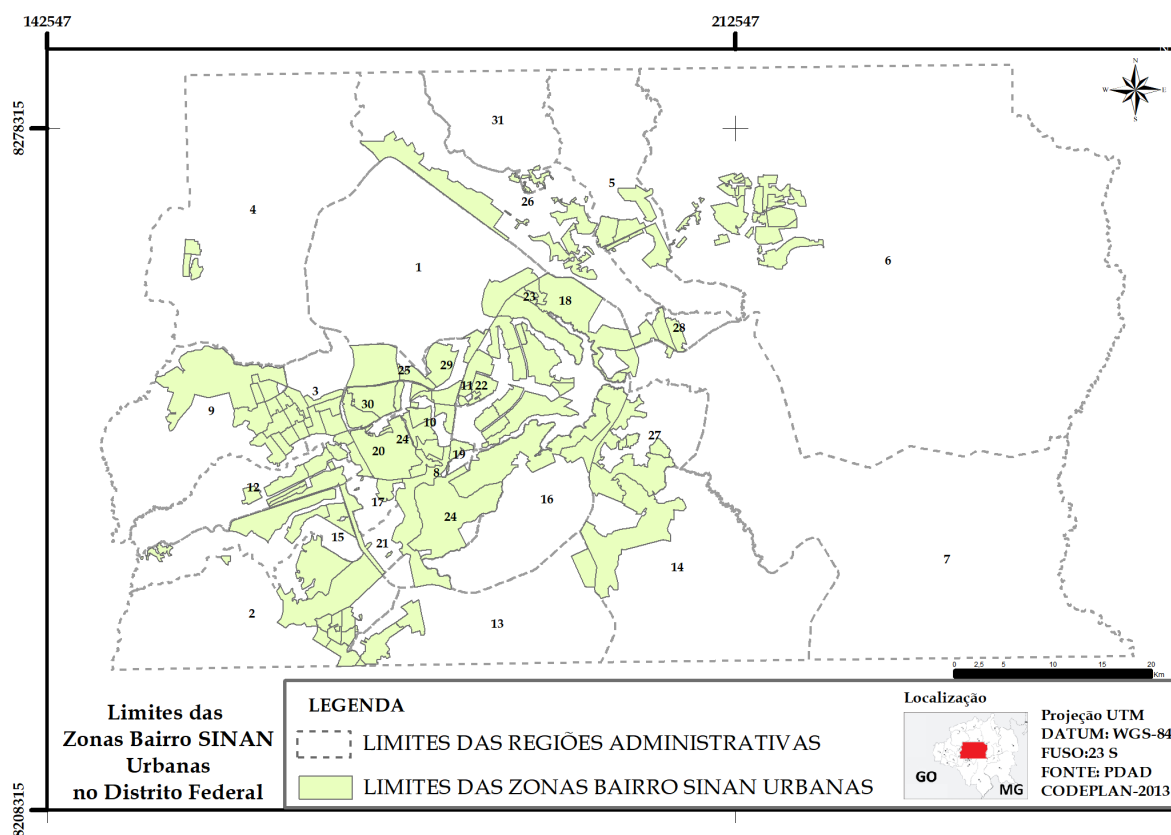 142547
212547
N
N
W
E
S
8278315
31
5
4
26
6
1
23
18
28
29
25
11
22
3
30
9
10
27
24
20
19
8
12
16
17
24
15
21
7
14
2
13
0
2,5
5
10
15
20
Km
Limites das
Zonas Bairro SINAN
Urbanas
no Distrito Federal
LEGENDA
LIMITES DAS REGIÕES ADMINISTRATIVAS
LIMITES DAS ZONAS BAIRRO SINAN URBANAS
Localização
GO
MG
Projeção UTM
DATUM: WGS-84
FUSO:23 S
FONTE: PDAD
CODEPLAN-2013
8208315